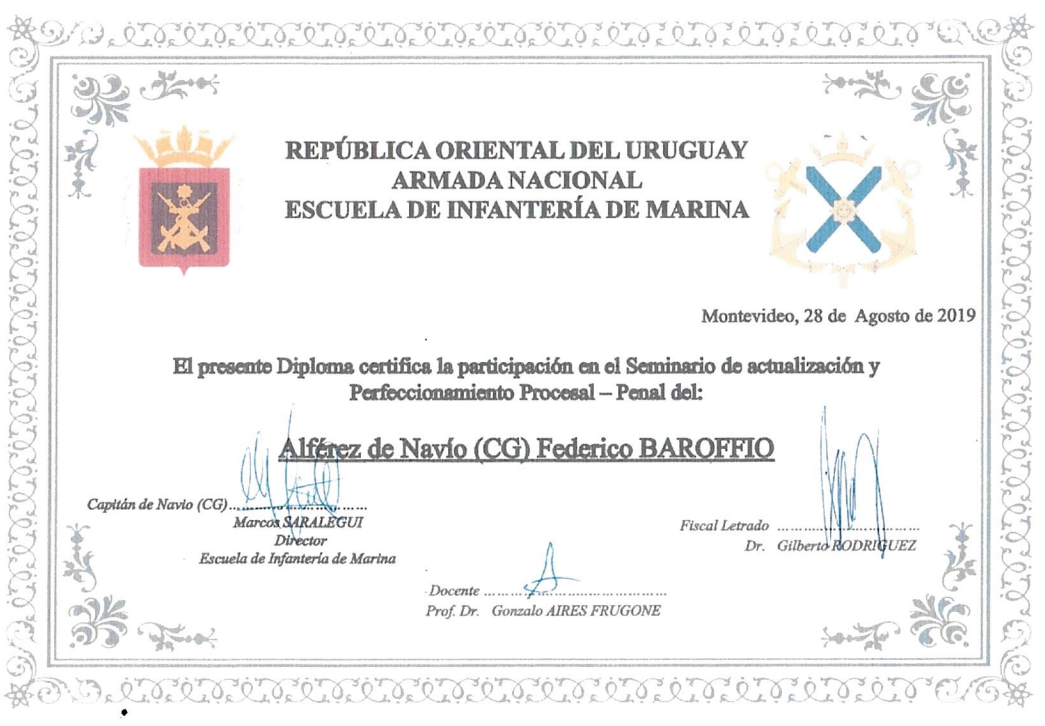 REPÚBLICA ORIENTAL DEL URUGUAY
ARMADA NACIONAL
ESCUELA DE INFANTERÍA DE MARINA
Montevideo, 28 de Agosto de 2019
El presente Diploma certifica la participación en el Seminario de actualización y
Perfeccionamiento Procesal – Penal del:
Alférez de Navío (CG) Federico BAROFFIO
Capitán de Navio (CG)..............................
Marcos SARALEGUI
Director
Escuela de Infantería de Marina
Fiscal Letrado ................................
Dr. Gilberto RODRIGUEZ
Docente ........................................
Prof. Dr. Gonzalo AIRES FRUGONE